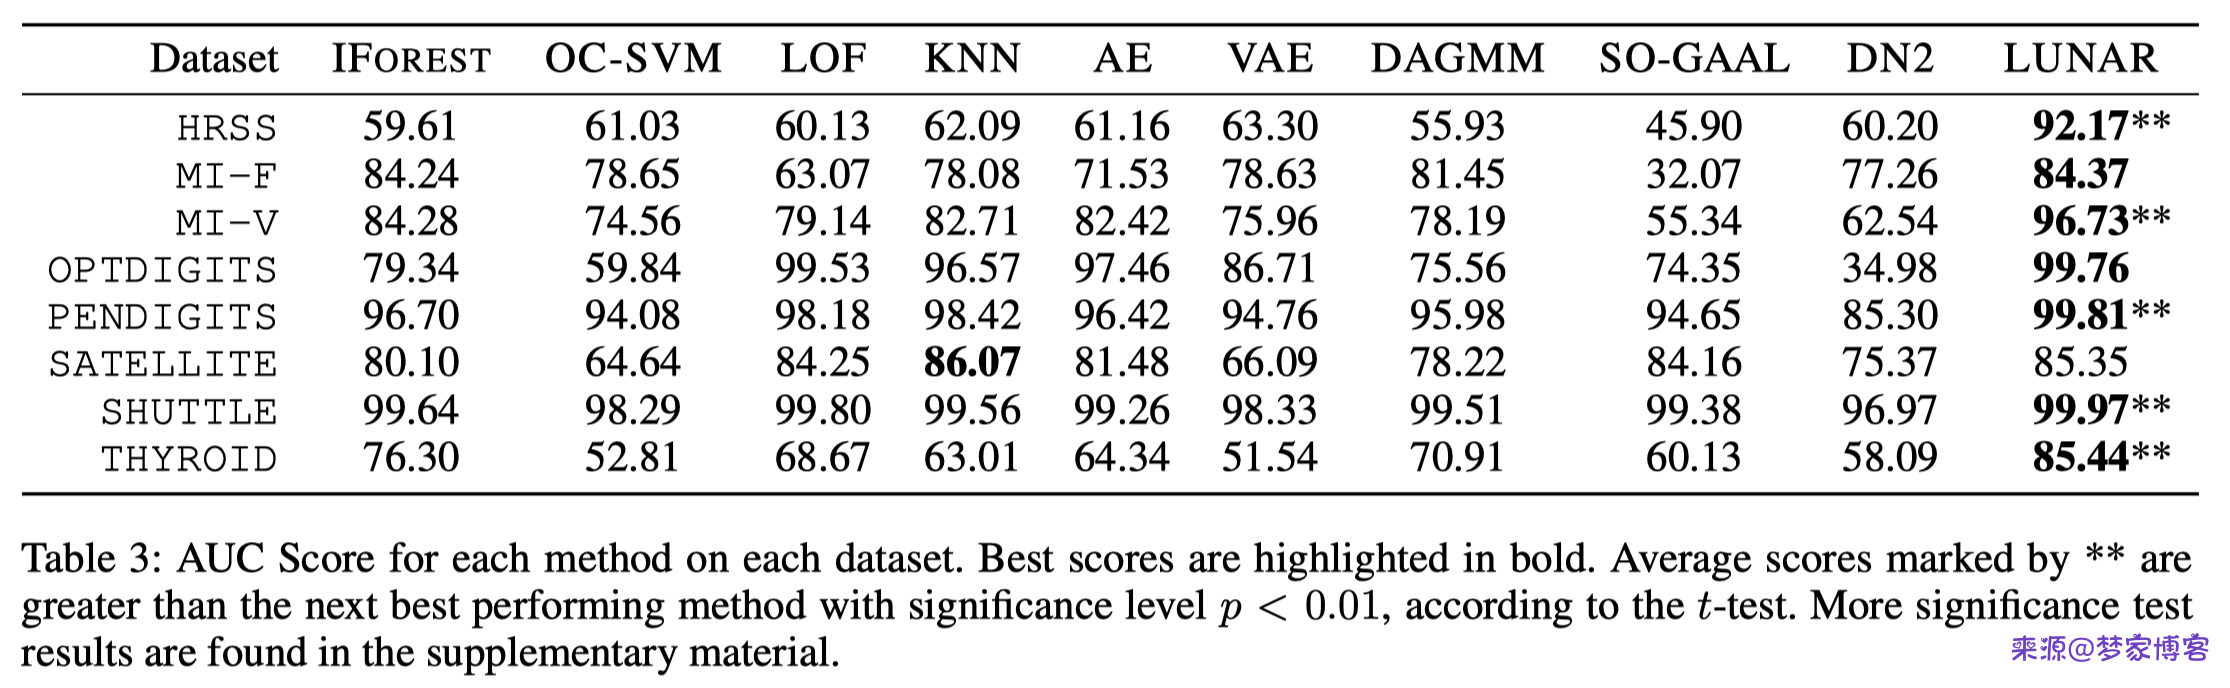 Dataset IFOREST OC-SVM LOF KNN AE VAE DAGMM SO-GAAL DN2 LUNAR
HRSS 59.61 61.03 60.13 62.09 61.16 63.30 55.93 45.90 60.20 92.17**
MI-F 84.24 78.65 63.07 78.08 71.53 78.63 81.45 32.07 77.26 84.37
MI-V 84.28 74.56 79.14 82.71 82.42 75.96 78.19 55.34 62.54 96.73**
OPTDIGITS 79.34 59.84 99.53 96.57 97.46 86.71 75.56 74.35 34.98 99.76
PENDIGITS 96.70 94.08 98.18 98.42 96.42 94.76 95.98 94.65 85.30 99.81**
SATELLITE 80.10 64.64 84.25 86.07 81.48 66.09 78.22 84.16 75.37 85.35
SHUTTLE 99.64 98.29 99.80 99.56 99.26 98.33 99.51 99.38 96.97 99.97**
THYROID 76.30 52.81 68.67 63.01 64.34 51.54 70.91 60.13 58.09 85.44**
Table 3: AUC Score for each method on each dataset. Best scores are highlighted in bold. Average scores marked by ** are
greater than the next best performing method with significance level p < 0.01, according to the t-test. More significance test
results are found in the supplementary material.
来源@梦家博客